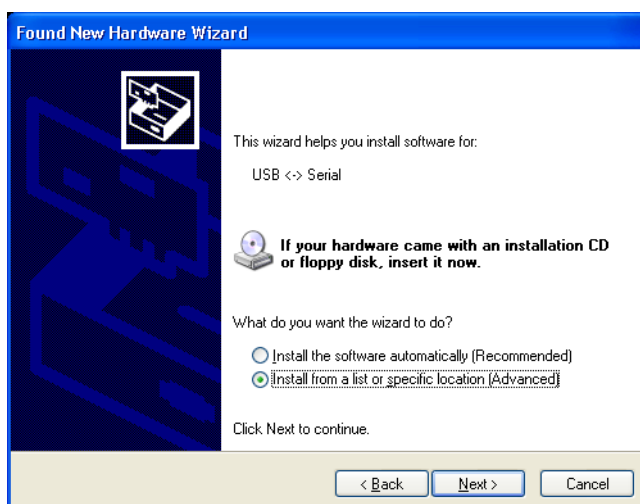 Found New Hardware Wizard
This wizard helps you install software for:
USB <-> Serial
If your hardware came with an installation CD
or floppy disk, insert it now.
What do you want the wizard to do?
Install the software automatically (Recommended)
Install from a list or specific location (Advanced)
Click Next to continue.
< Back Next > Cancel